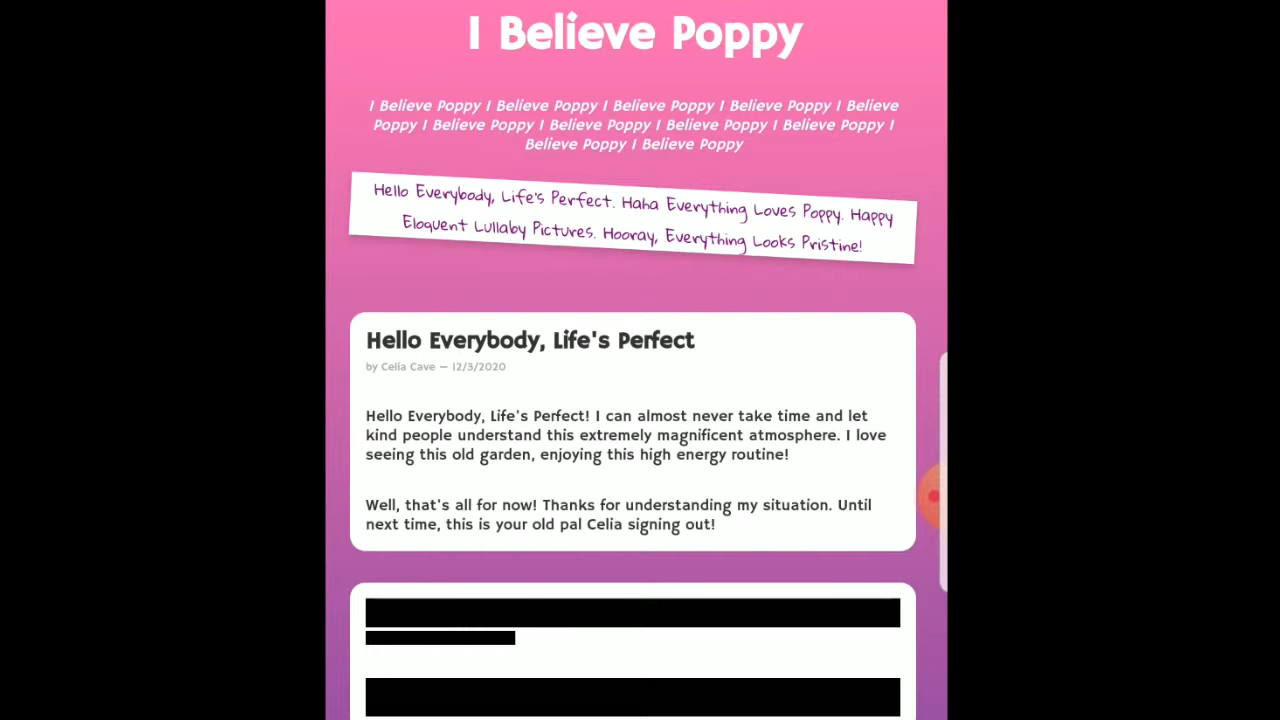 I Believe Poppy
I Believe Poppy I Believe Poppy I Believe Poppy I Believe Poppy I Believe
Poppy I Believe Poppy I Believe Poppy I Believe Poppy I Believe Poppy I
Believe Poppy I Believe Poppy
Hello Everybody, Life's Perfect. Haha Everything Loves Poppy. Happy
Eloquent Lullaby Pictures. Hooray, Everything Looks Pristine!
Hello Everybody, Life's Perfect
by Celia Cave — 12/3/2020
Hello Everybody, Life's Perfect! I can almost never take time and let
kind people understand this extremely magnificent atmosphere. I love
seeing this old garden, enjoying this high energy routine!
Well, that's all for now! Thanks for understanding my situation. Until
next time, this is your old pal Celia signing out!